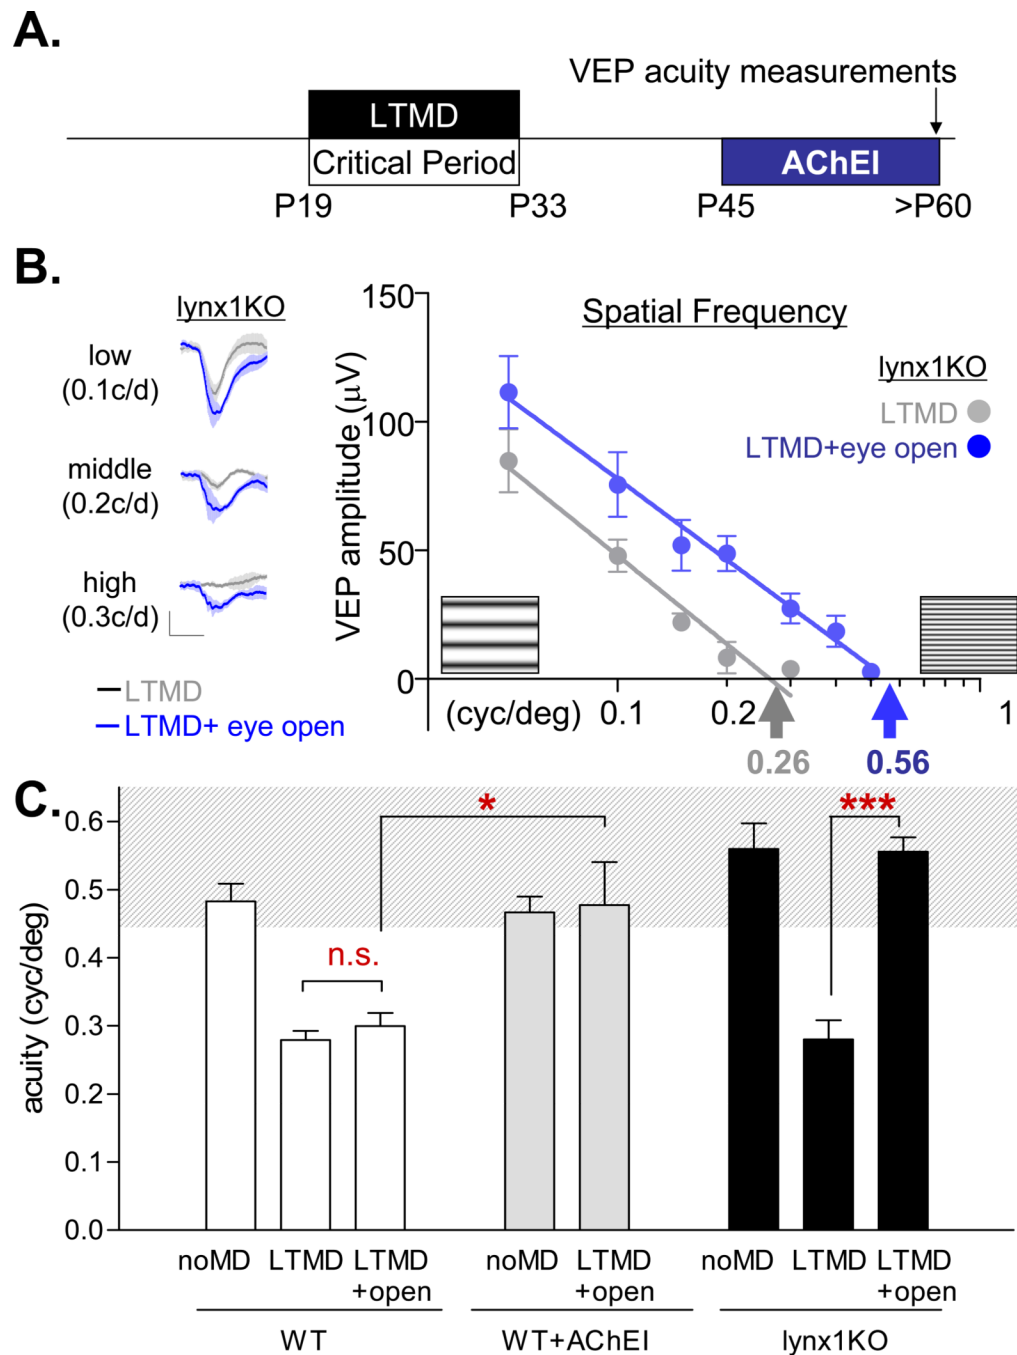 A.
VEP acuity measurements
LTMD
Critical Period
AChEI
P19
P33
P45
>P60
B.
lynx1KO
low
(0.1c/d)
middle
(0.2c/d)
high
(0.3c/d)
LTMD
LTMD+ eye open
VEP amplitude (μV)
150
100
50
0
Spatial Frequency
lynx1KO
LTMD
LTMD+eye open
(cyc/deg)
0.1
0.2
1
0.26
0.56
C.
acuity (cyc/deg)
0.6
0.5
0.4
0.3
0.2
0.1
0.0
n.s.
*
***
noMD LTMD LTMD
+open
noMD LTMD
+open
noMD LTMD LTMD
+open
WT
WT+AChEI
lynx1KO